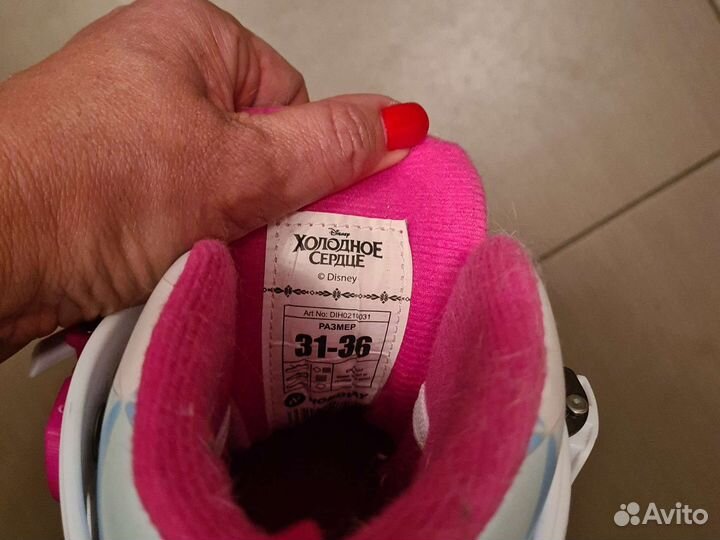 Disney
ХОЛОДНОЕ
СЕРДЦЕ
© Disney
РАЗМЕР
31-36
Avito